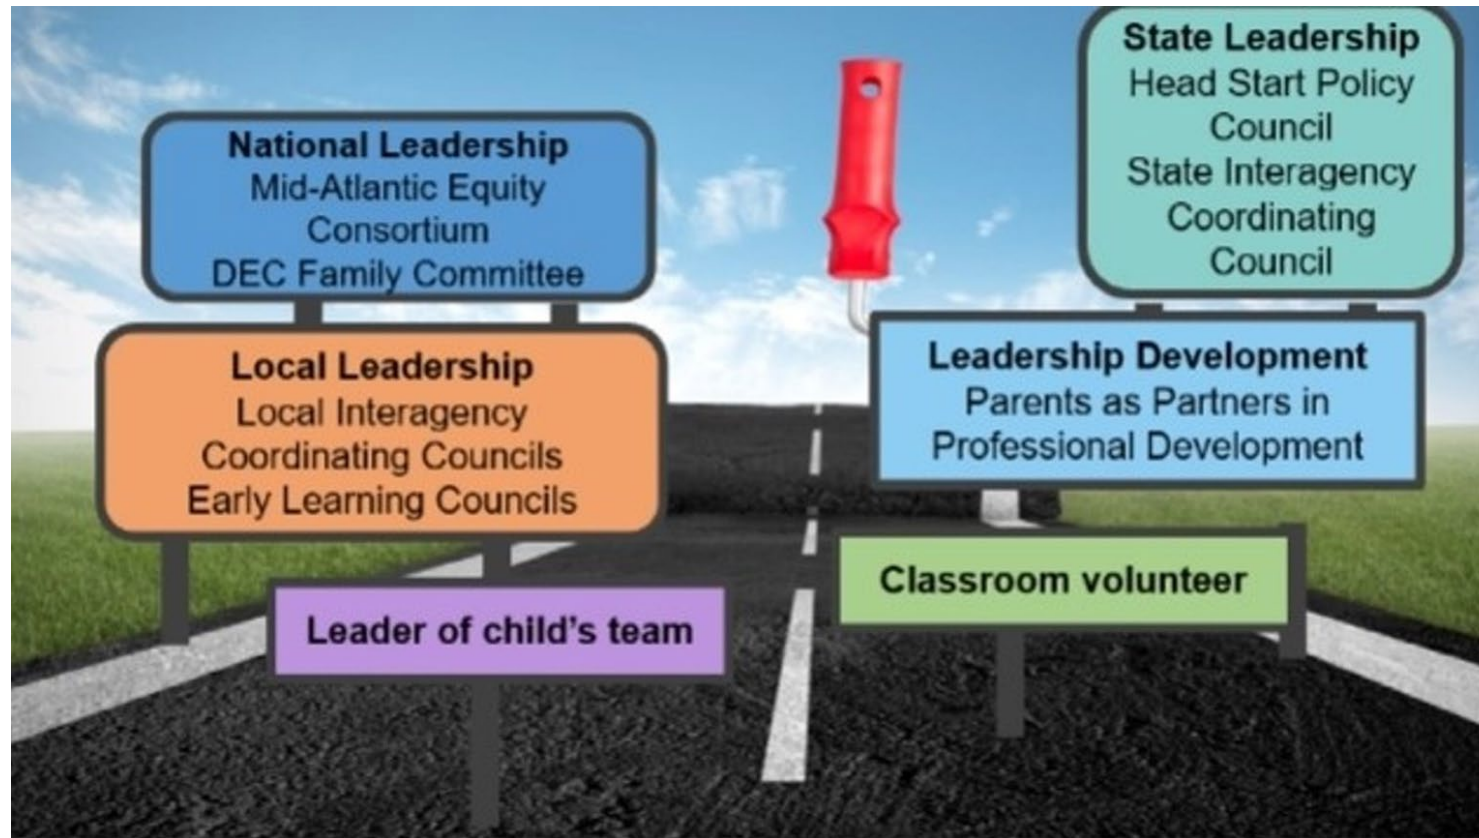 National Leadership
Mid-Atlantic Equity
Consortium
DEC Family Committee
State Leadership
Head Start Policy
Council
State Interagency
Coordinating
Council
Local Leadership
Local Interagency
Coordinating Councils
Early Learning Councils
Leadership Development
Parents as Partners in
Professional Development
Leader of child's team
Classroom volunteer